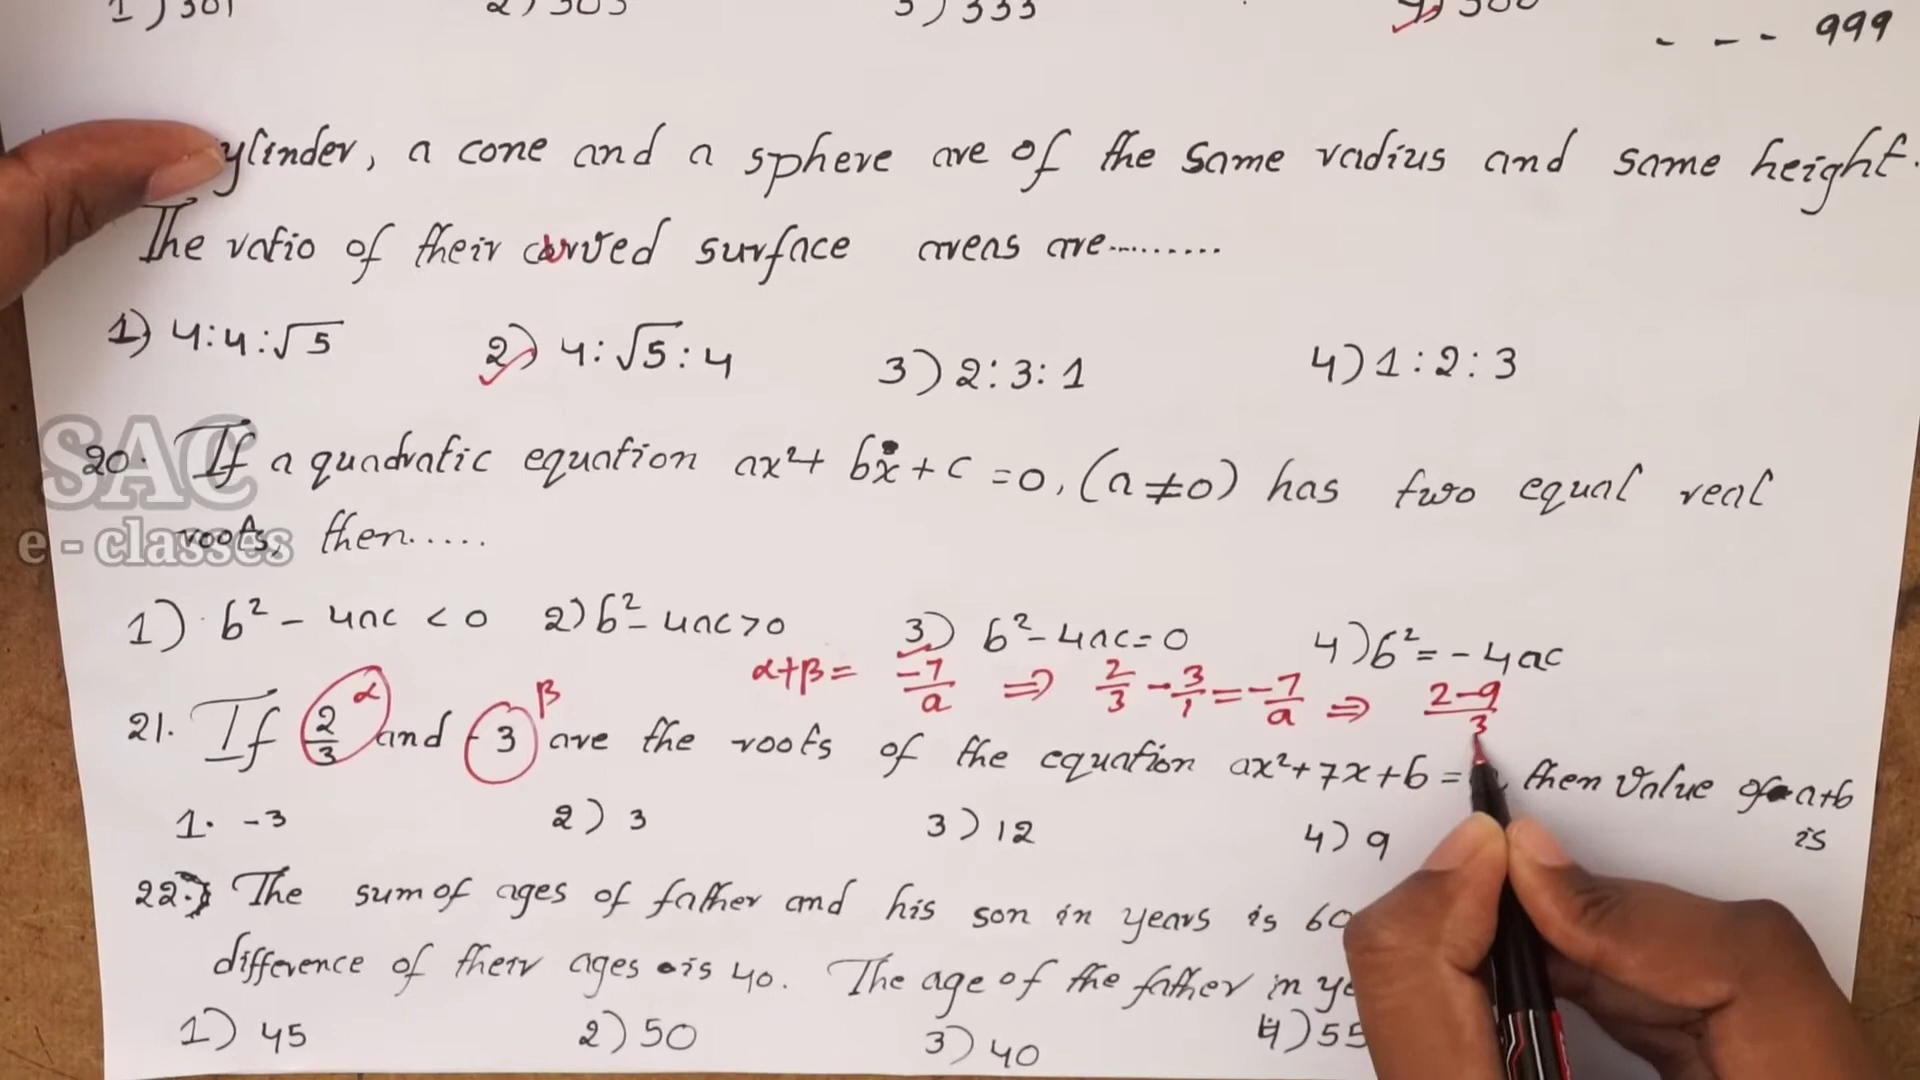 1) 301 2) 303 3) 333
- - - 999
ylinder, a cone and a sphere are of the same radius and same height.
The ratio of their curved surface areas are..........
1) 4:4:√5 2) 4:√5:4 3) 2:3:1 4) 1:2:3
SAC
e - classes
20. If a quadratic equation ax²+ bx + c = 0, (a≠0) has two equal real
roots, then.....
1) b² - 4ac < 0 2) b² - 4ac > 0 3) b² - 4ac = 0 4) b² = - 4ac
α+β = -7/a ⇒ 2/3 - 3/1 = -7/a ⇒ 2-9/3
α β
21. If 2/3 and -3 are the roots of the equation ax²+7x+b = then value of a+b
is
1. -3 2) 3 3) 12 4) 9
22. The sum of ages of father and his son in years is 60
difference of their ages is 40. The age of the father in
1) 45 2) 50 3) 40 4) 55